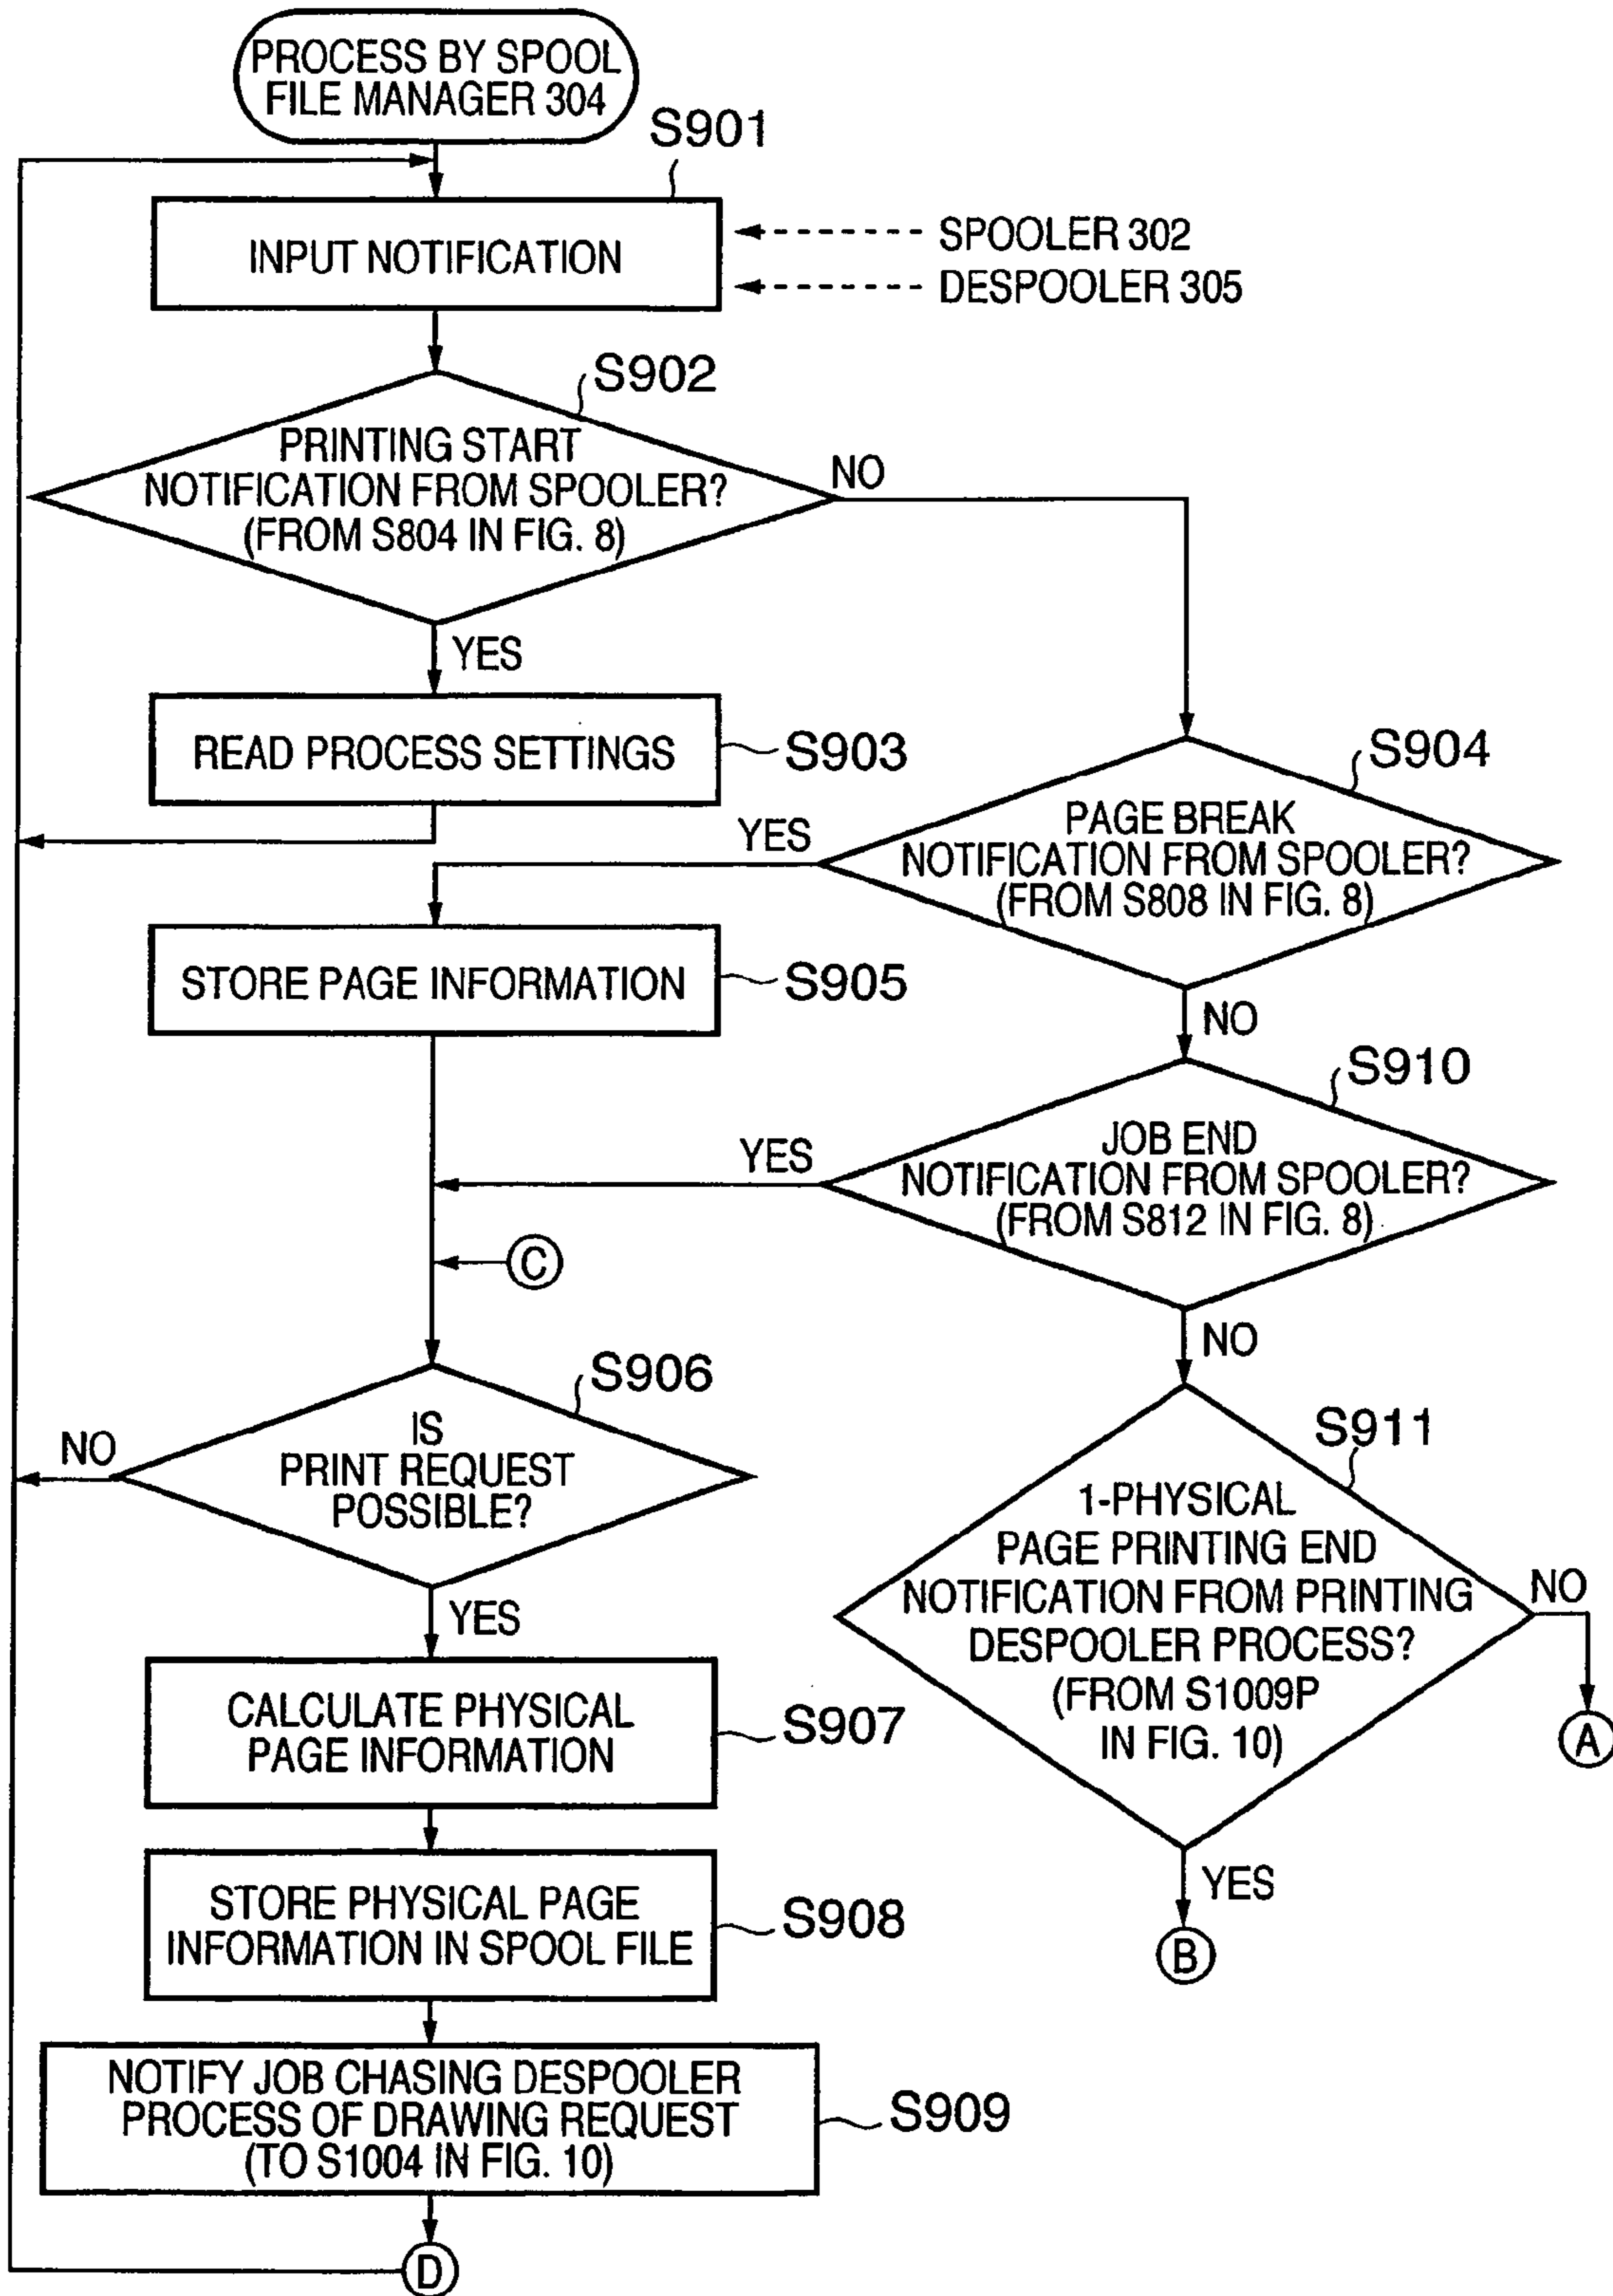 PROCESS BY SPOOL
FILE MANAGER 304
S901
INPUT NOTIFICATION
SPOOLER 302
DESPOOLER 305
S902
PRINTING START
NOTIFICATION FROM SPOOLER?
(FROM S804 IN FIG. 8)
NO
YES
READ PROCESS SETTINGS
S903
S904
PAGE BREAK
NOTIFICATION FROM SPOOLER?
(FROM S808 IN FIG. 8)
YES
NO
STORE PAGE INFORMATION
S905
S910
JOB END
NOTIFICATION FROM SPOOLER?
(FROM S812 IN FIG. 8)
YES
NO
C
S906
IS
PRINT REQUEST
POSSIBLE?
NO
YES
S911
1-PHYSICAL
PAGE PRINTING END
NOTIFICATION FROM PRINTING
DESPOOLER PROCESS?
(FROM S1009P
IN FIG. 10)
NO
A
YES
B
CALCULATE PHYSICAL
PAGE INFORMATION
S907
STORE PHYSICAL PAGE
INFORMATION IN SPOOL FILE
S908
NOTIFY JOB CHASING DESPOOLER
PROCESS OF DRAWING REQUEST
(TO S1004 IN FIG. 10)
S909
D